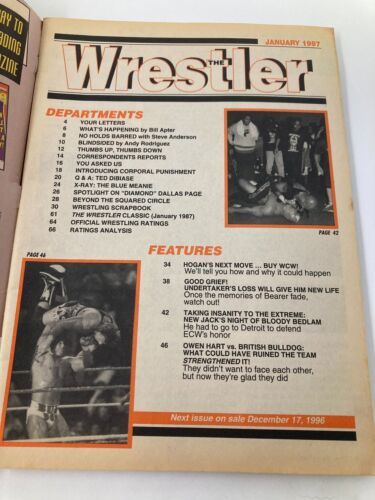 AY TO
ADING
AZINE
JANUARY 1997
THE
Wrestler
DEPARTMENTS
4 YOUR LETTERS
6 WHAT'S HAPPENING by Bill Apter
8 NO HOLDS BARRED with Steve Anderson
10 BLINDSIDED by Andy Rodriguez
12 THUMBS UP, THUMBS DOWN
14 CORRESPONDENTS REPORTS
16 YOU ASKED US
18 INTRODUCING CORPORAL PUNISHMENT
20 Q & A: TED DIBIASE
24 X-RAY: THE BLUE MEANIE
26 SPOTLIGHT ON "DIAMOND" DALLAS PAGE
28 BEYOND THE SQUARED CIRCLE
30 WRESTLING SCRAPBOOK
61 THE WRESTLER CLASSIC (January 1987)
64 OFFICIAL WRESTLING RATINGS
66 RATINGS ANALYSIS
PAGE 42
FEATURES
34 HOGAN'S NEXT MOVE ... BUY WCW!
We'll tell you how and why it could happen
38 GOOD GRIEF!
UNDERTAKER'S LOSS WILL GIVE HIM NEW LIFE
Once the memories of Bearer fade,
watch out!
42 TAKING INSANITY TO THE EXTREME:
NEW JACK'S NIGHT OF BLOODY BEDLAM
He had to go to Detroit to defend
ECW's honor
46 OWEN HART vs. BRITISH BULLDOG:
WHAT COULD HAVE RUINED THE TEAM
STRENGTHENED IT!
They didn't want to face each other,
but now they're glad they did
PAGE 46
Next issue on sale December 17, 1996